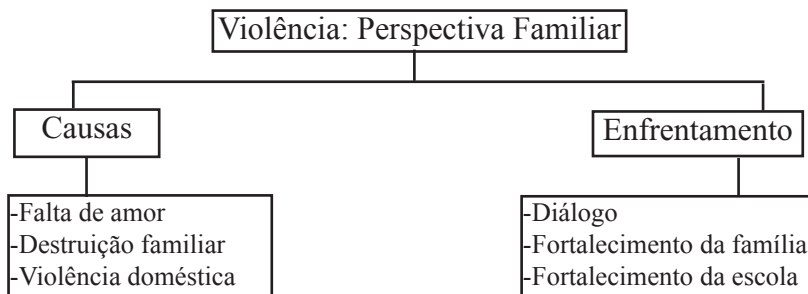 Violência: Perspectiva Familiar
Causas
-Falta de amor
-Destruição familiar
-Violência doméstica
Enfrentamento
-Diálogo
-Fortalecimento da família
-Fortalecimento da escola